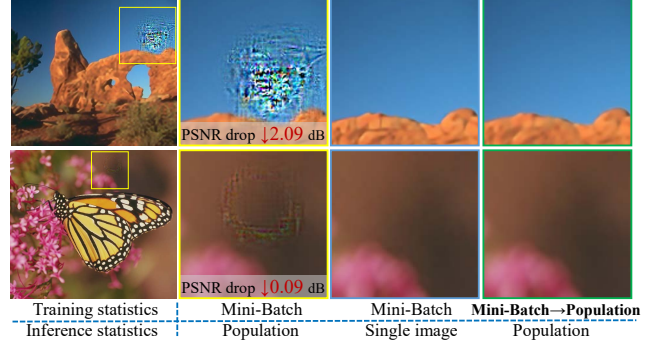 PSNR drop ↓2.09 dB
PSNR drop ↓0.09 dB
Training statistics Mini-Batch Mini-Batch Mini-Batch→Population
Inference statistics Population Single image Population